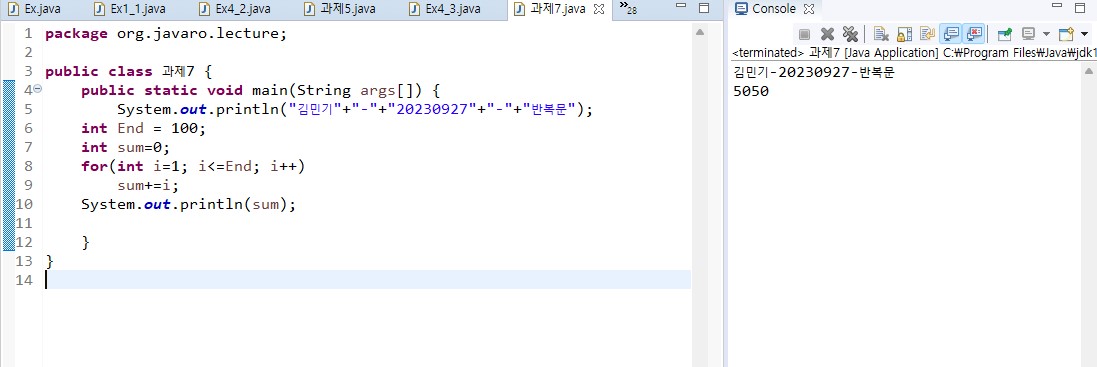 Ex.java Ex1_1.java Ex4_2.java 과제5.java Ex4_3.java 과제7.java »28
1 package org.javaro.lecture;
2
3 public class 과제7 {
4 public static void main(String args[]) {
5 System.out.println("김민기"+"-"+"20230927"+"-"+"반복문");
6 int End = 100;
7 int sum=0;
8 for(int i=1; i<=End; i++)
9 sum+=i;
10 System.out.println(sum);
11
12 }
13 }
14
Console
<terminated> 과제7 [Java Application] C:₩Program Files₩Java₩jdk1
김민기-20230927-반복문
5050